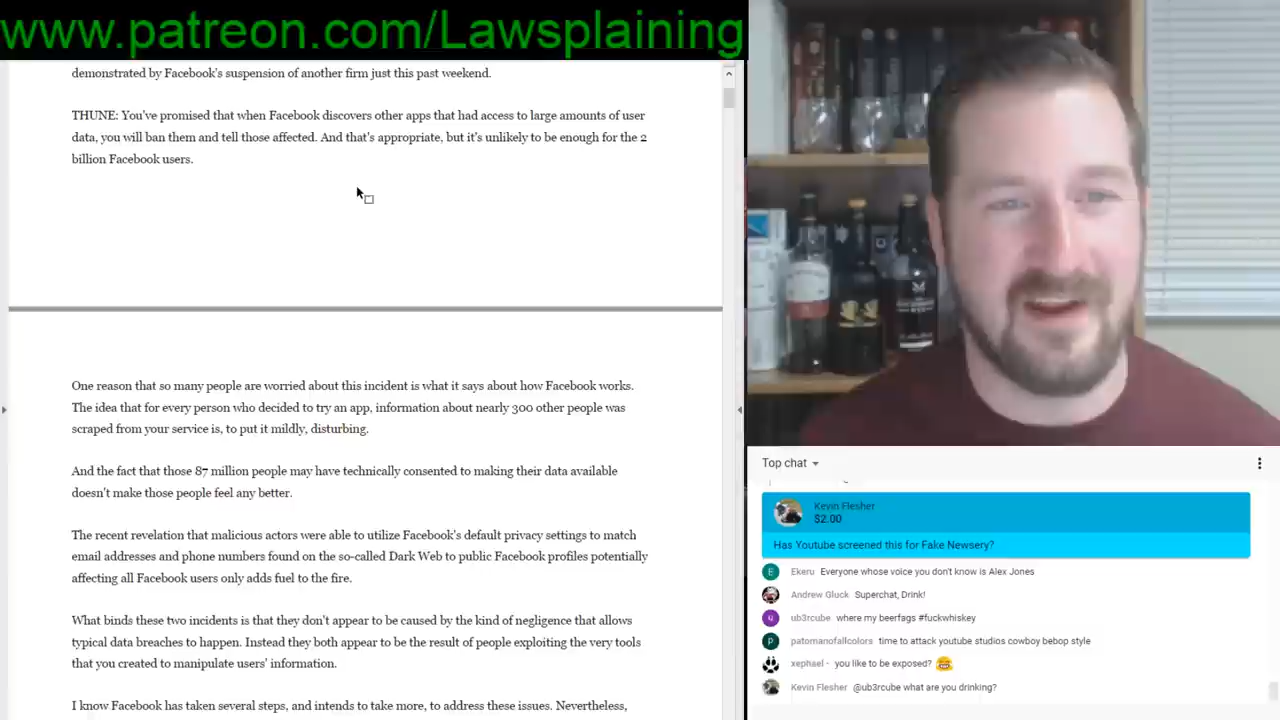 www.patreon.com/Lawsplaining
demonstrated by Facebook's suspension of another firm just this past weekend.
THUNE: You've promised that when Facebook discovers other apps that had access to large amounts of user
data, you will ban them and tell those affected. And that's appropriate, but it's unlikely to be enough for the 2
billion Facebook users.
One reason that so many people are worried about this incident is what it says about how Facebook works.
The idea that for every person who decided to try an app, information about nearly 300 other people was
scraped from your service is, to put it mildly, disturbing.
And the fact that those 87 million people may have technically consented to making their data available
doesn't make those people feel any better.
The recent revelation that malicious actors were able to utilize Facebook's default privacy settings to match
email addresses and phone numbers found on the so-called Dark Web to public Facebook profiles potentially
affecting all Facebook users only adds fuel to the fire.
What binds these two incidents is that they don't appear to be caused by the kind of negligence that allows
typical data breaches to happen. Instead they both appear to be the result of people exploiting the very tools
that you created to manipulate users' information.
I know Facebook has taken several steps, and intends to take more, to address these issues. Nevertheless,
Top chat
Kevin Flesher
$2.00
Has Youtube screened this for Fake Newsery?
E Ekeru Everyone whose voice you don't know is Alex Jones
Andrew Gluck Superchat, Drink!
u ub3rcube where my beerfags #fuckwhiskey
p patomanofallcolors time to attack youtube studios cowboy bebop style
xephael - you like to be exposed?
Kevin Flesher @ub3rcube what are you drinking?